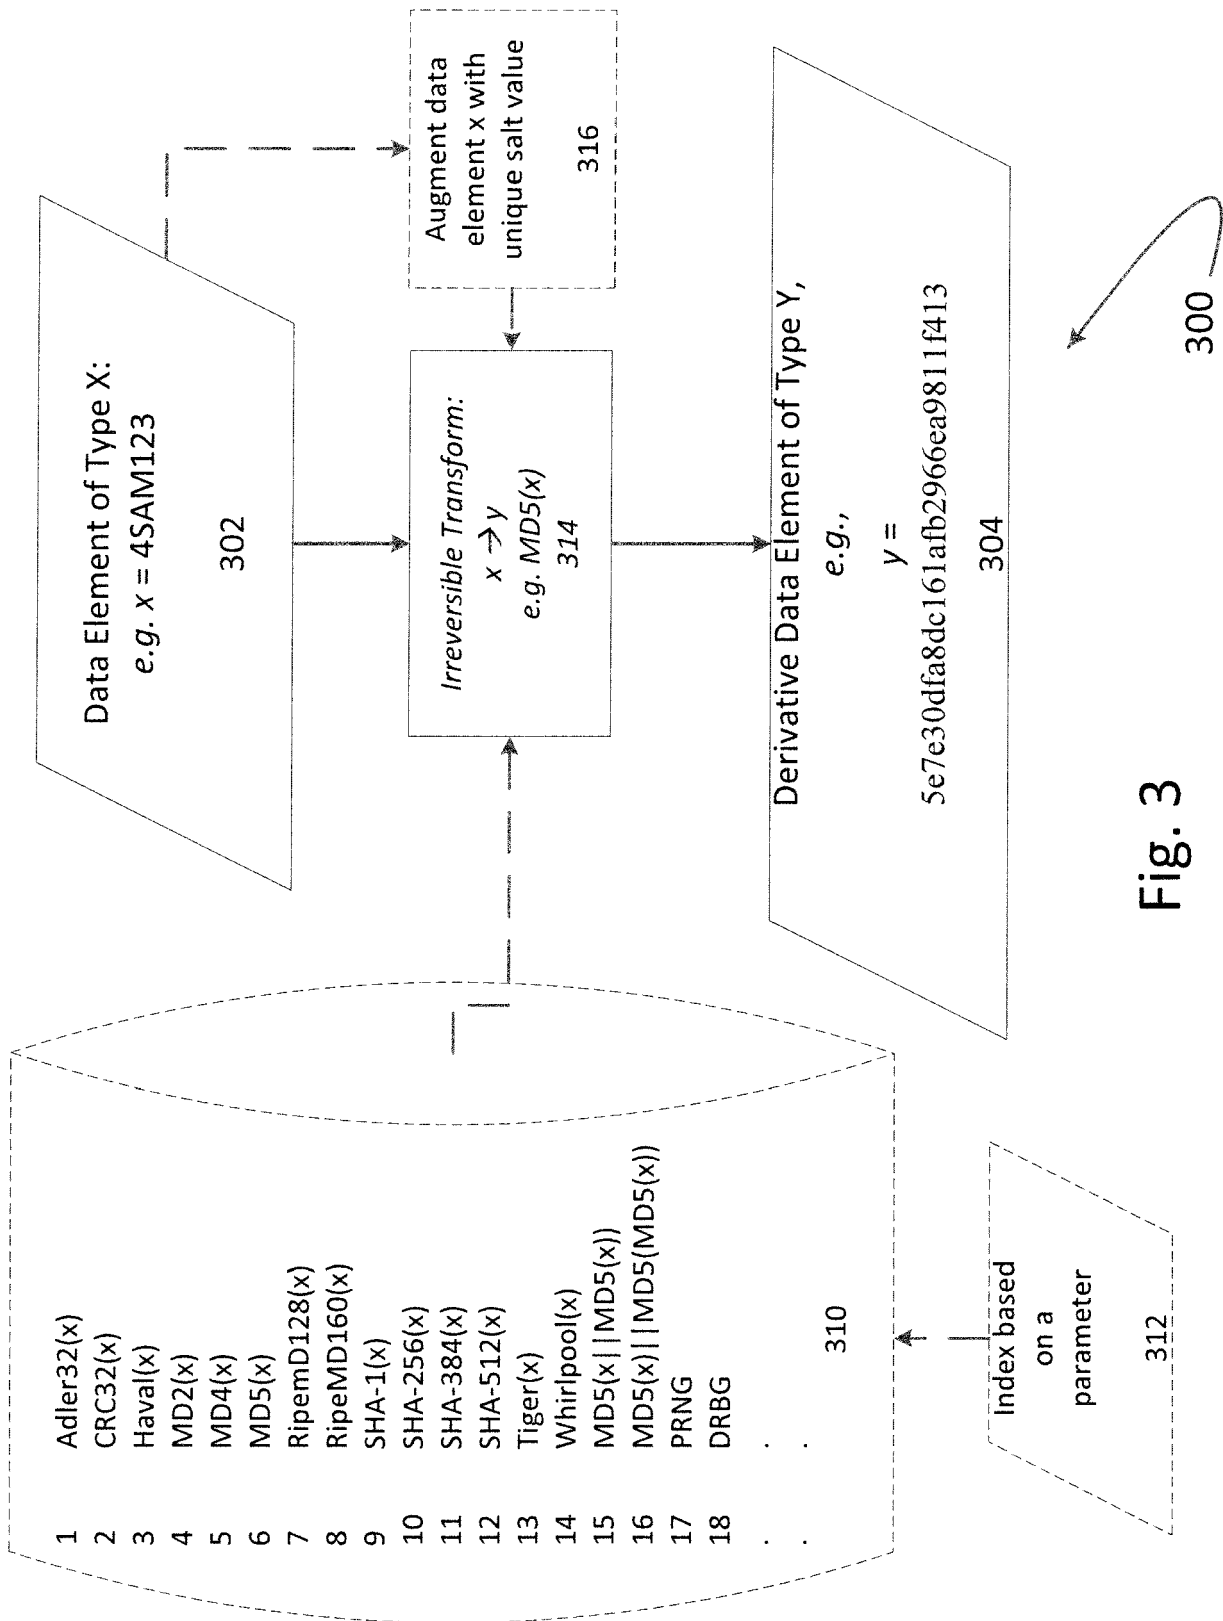 Data Element of Type X:
e.g. x = 4SAM123
302
Augment data
element x with
unique salt value
316
Irreversible Transform:
x → y
e.g. MD5(x)
314
Derivative Data Element of Type Y,
e.g.,
y =
5e7e30dfa8dc161afb2966ea9811f413
304
1 Adler32(x)
2 CRC32(x)
3 Haval(x)
4 MD2(x)
5 MD4(x)
6 MD5(x)
7 RipemD128(x)
8 RipeMD160(x)
9 SHA-1(x)
10 SHA-256(x)
11 SHA-384(x)
12 SHA-512(x)
13 Tiger(x)
14 Whirlpool(x)
15 MD5(x||MD5(x))
16 MD5(x)||MD5(MD5(x))
17 PRNG
18 DRBG
. .
. .
310
Index based
on a
parameter
312
300
Fig. 3